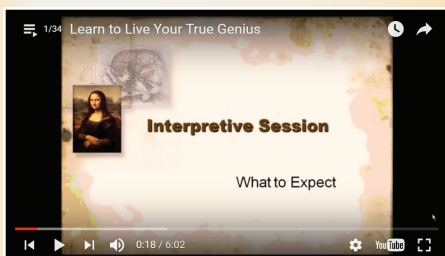 1/34 Learn to Live Your True Genius
Interpretive Session
What to Expect
0:18 / 6:02
YouTube